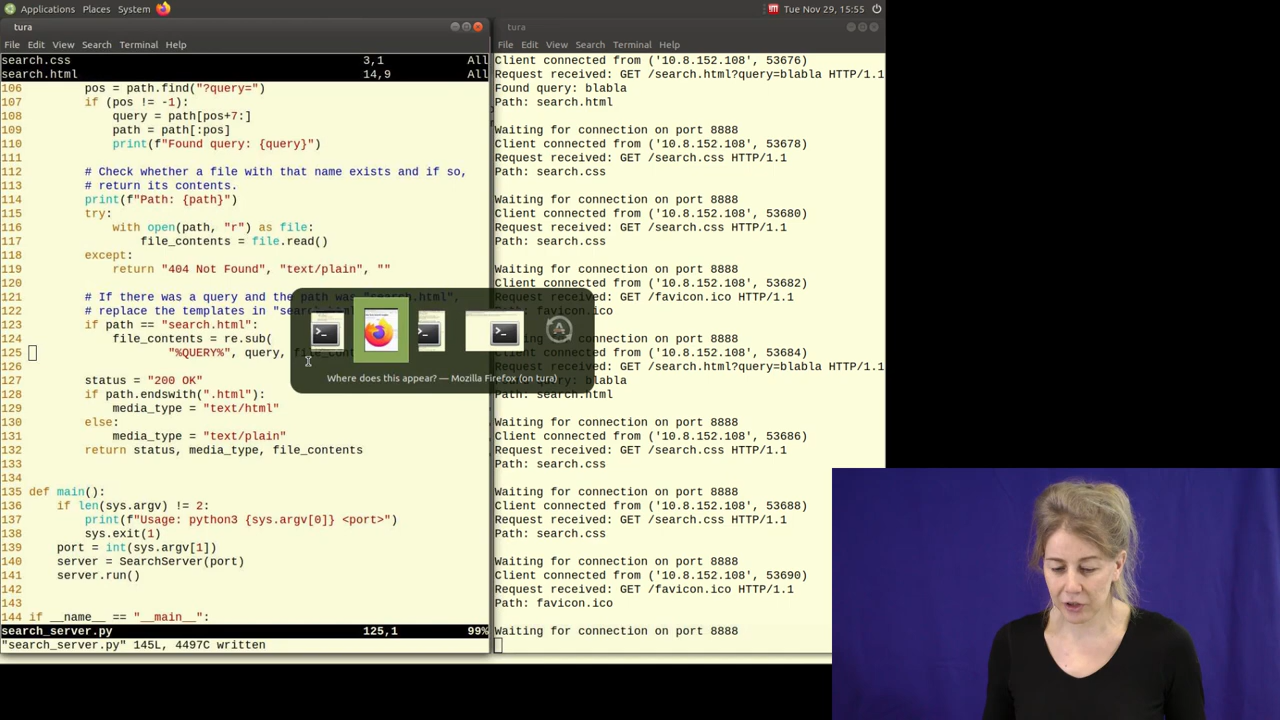 Applications Places System
Tue Nov 29, 15:55
tura
File Edit View Search Terminal Help
search.css 3,1 All
search.html 14,9 All
106 pos = path.find("?query=")
107 if (pos != -1):
108 query = path[pos+7:]
109 path = path[:pos]
110 print(f"Found query: {query}")
111
112 # Check whether a file with that name exists and if so,
113 # return its contents.
114 print(f"Path: {path}")
115 try:
116 with open(path, "r") as file:
117 file_contents = file.read()
118 except:
119 return "404 Not Found", "text/plain", ""
120
121 # If there was a query and the path was "search.html",
122 # replace the templates in "sear
123 if path == "search.html":
124 file_contents = re.sub(
125 "%QUERY%", query, file_cont
126
127 status = "200 OK"
128 if path.endswith(".html"):
129 media_type = "text/html"
130 else:
131 media_type = "text/plain"
132 return status, media_type, file_contents
133
134
135 def main():
136 if len(sys.argv) != 2:
137 print(f"Usage: python3 {sys.argv[0]} <port>")
138 sys.exit(1)
139 port = int(sys.argv[1])
140 server = SearchServer(port)
141 server.run()
142
143
144 if __name__ == "__main__":
search_server.py 125,1 99%
"search_server.py" 145L, 4497C written
Where does this appear? — Mozilla Firefox (on tura)
tura
File Edit View Search Terminal Help
Client connected from ('10.8.152.108', 53676)
Request received: GET /search.html?query=blabla HTTP/1.1
Found query: blabla
Path: search.html
Waiting for connection on port 8888
Client connected from ('10.8.152.108', 53678)
Request received: GET /search.css HTTP/1.1
Path: search.css
Waiting for connection on port 8888
Client connected from ('10.8.152.108', 53680)
Request received: GET /search.css HTTP/1.1
Path: search.css
Waiting for connection on port 8888
Client connected from ('10.8.152.108', 53682)
Request received: GET /favicon.ico HTTP/1.1
favicon.ico
connection on port 8888
Client connected from ('10.8.152.108', 53684)
Request received: GET /search.html?query=blabla HTTP/1.1
blabla
Path: search.html
Waiting for connection on port 8888
Client connected from ('10.8.152.108', 53686)
Request received: GET /search.css HTTP/1.1
Path: search.css
Waiting for connection on port 8888
Client connected from ('10.8.152.108', 53688)
Request received: GET /search.css HTTP/1.1
Path: search.css
Waiting for connection on port 8888
Client connected from ('10.8.152.108', 53690)
Request received: GET /favicon.ico HTTP/1.1
Path: favicon.ico
Waiting for connection on port 8888